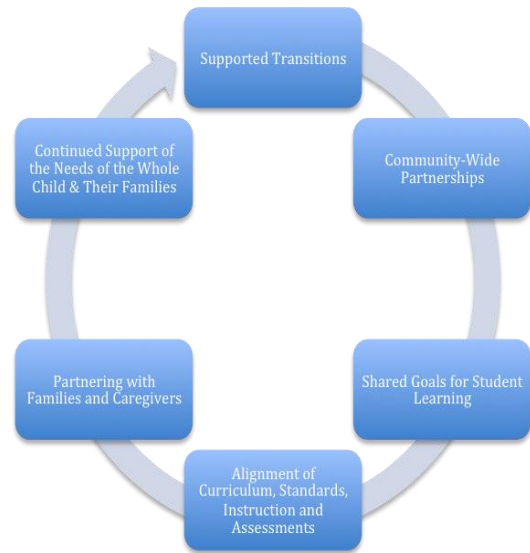 Supported Transitions
Community-Wide
Partnerships
Shared Goals for Student
Learning
Alignment of
Curriculum, Standards,
Instruction and
Assessments
Partnering with
Families and Caregivers
Continued Support of
the Needs of the Whole
Child & Their Families